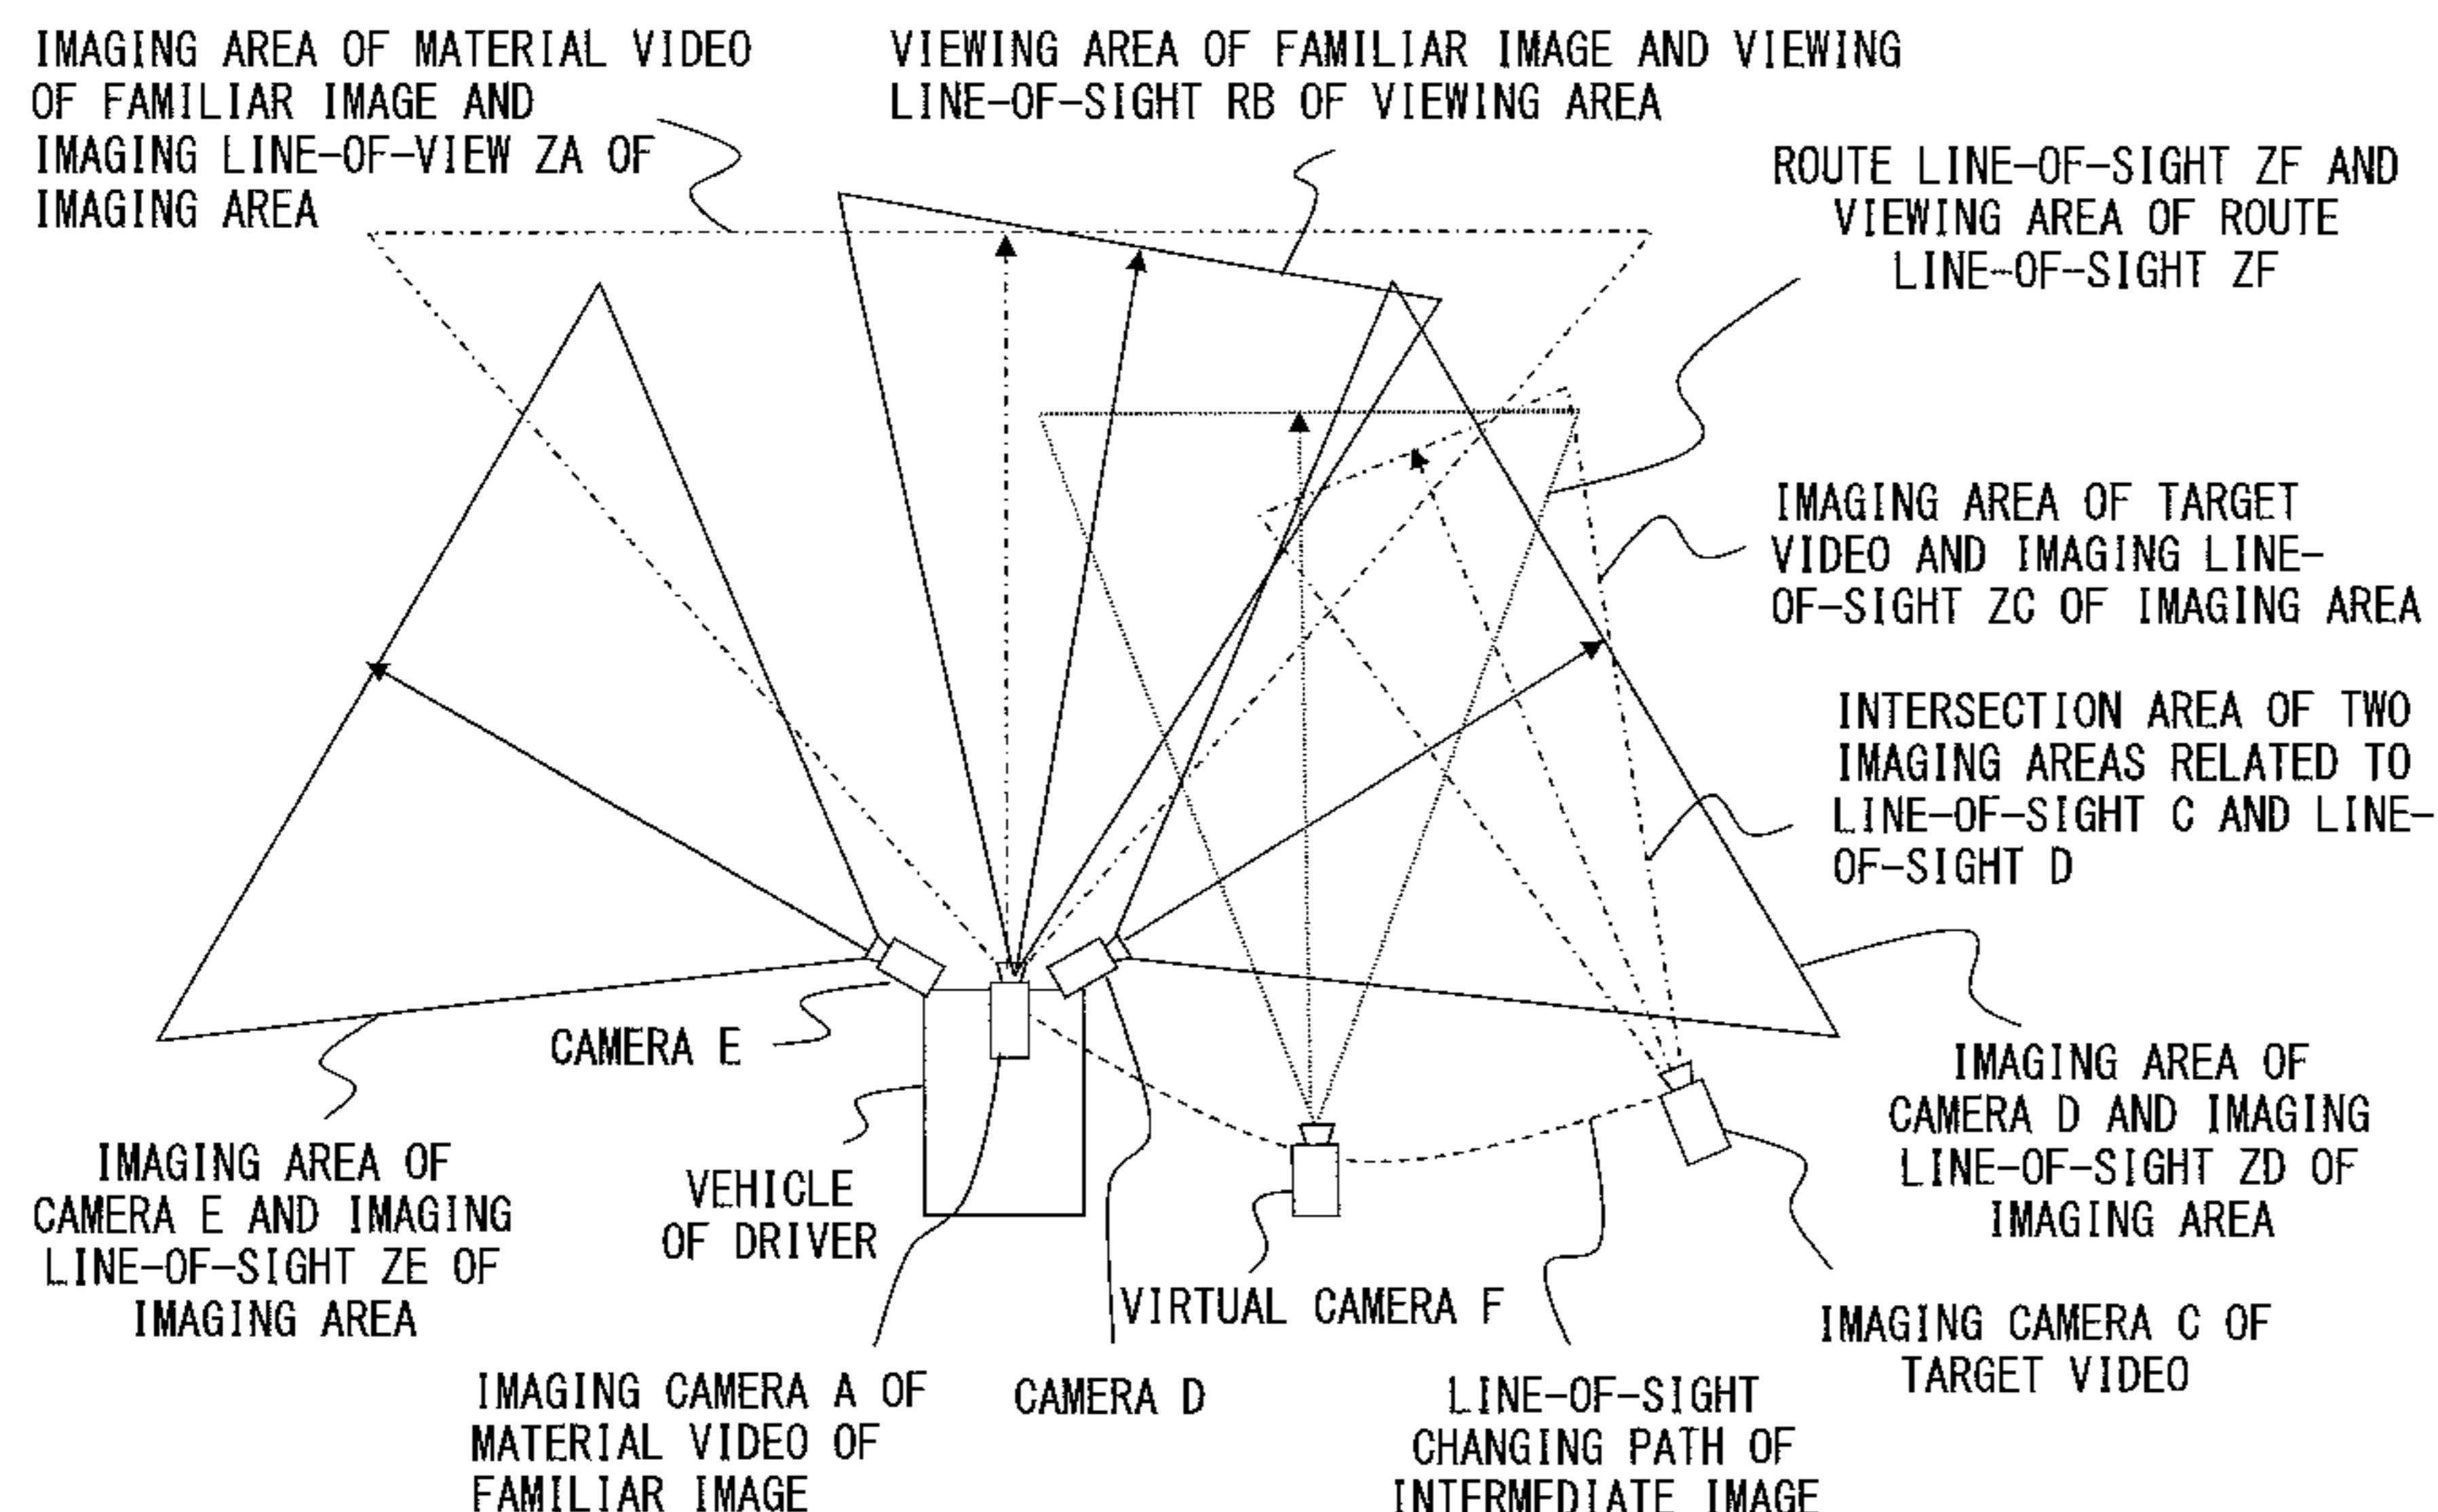 IMAGING AREA OF MATERIAL VIDEO
OF FAMILIAR IMAGE AND
IMAGING LINE-OF-VIEW ZA OF
IMAGING AREA
VIEWING AREA OF FAMILIAR IMAGE AND VIEWING
LINE-OF-SIGHT RB OF VIEWING AREA
ROUTE LINE-OF-SIGHT ZF AND
VIEWING AREA OF ROUTE
LINE-OF-SIGHT ZF
IMAGING AREA OF TARGET
VIDEO AND IMAGING LINE-
OF-SIGHT ZC OF IMAGING AREA
INTERSECTION AREA OF TWO
IMAGING AREAS RELATED TO
LINE-OF-SIGHT C AND LINE-
OF-SIGHT D
CAMERA E
IMAGING AREA OF
CAMERA E AND IMAGING
LINE-OF-SIGHT ZE OF
IMAGING AREA
VEHICLE
OF DRIVER
IMAGING CAMERA A OF
MATERIAL VIDEO OF
FAMILIAR IMAGE
CAMERA D
VIRTUAL CAMERA F
LINE-OF-SIGHT
CHANGING PATH OF
INTERMEDIATE IMAGE
IMAGING CAMERA C OF
TARGET VIDEO
IMAGING AREA OF
CAMERA D AND IMAGING
LINE-OF-SIGHT ZD OF
IMAGING AREA